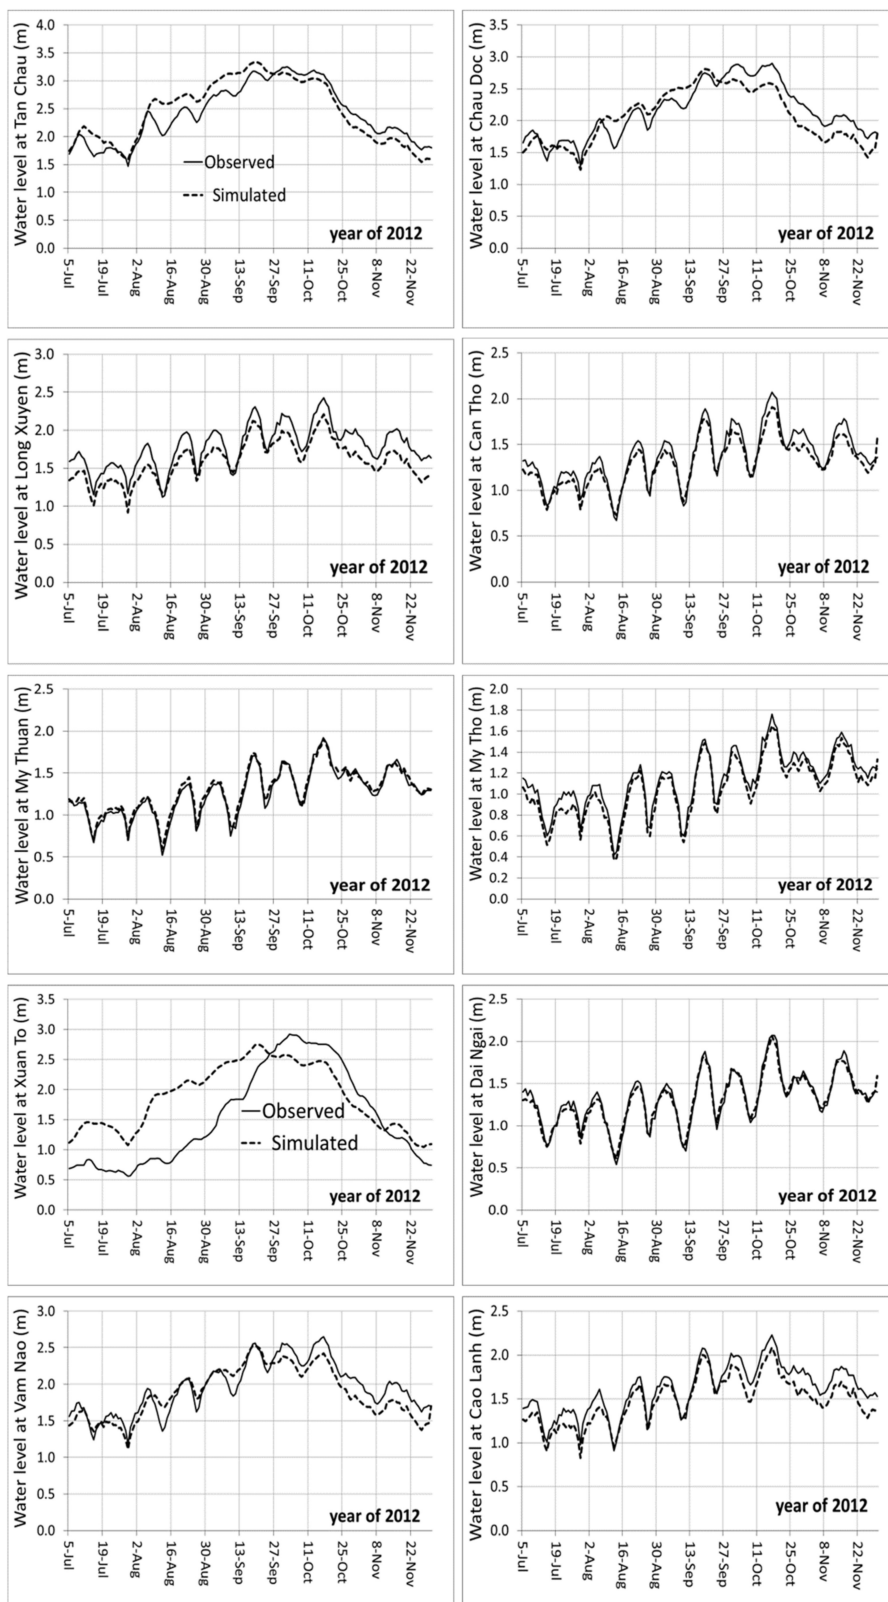 Water level at Tan Chau (m)
4.0
3.5
3.0
2.5
2.0
1.5
1.0
0.5
0.0
Observed
Simulated
year of 2012
5-Jul
19-Jul
2-Aug
16-Aug
30-Aug
13-Sep
27-Sep
11-Oct
25-Oct
8-Nov
22-Nov
Water level at Chau Doc (m)
3.5
3.0
2.5
2.0
1.5
1.0
0.5
0.0
year of 2012
5-Jul
19-Jul
2-Aug
16-Aug
30-Aug
13-Sep
27-Sep
11-Oct
25-Oct
8-Nov
22-Nov
Water level at Long Xuyen (m)
3.0
2.5
2.0
1.5
1.0
0.5
0.0
year of 2012
5-Jul
19-Jul
2-Aug
16-Aug
30-Aug
13-Sep
27-Sep
11-Oct
25-Oct
8-Nov
22-Nov
Water level at Can Tho (m)
2.5
2.0
1.5
1.0
0.5
0.0
year of 2012
5-Jul
19-Jul
2-Aug
16-Aug
30-Aug
13-Sep
27-Sep
11-Oct
25-Oct
8-Nov
22-Nov
Water level at My Thuan (m)
2.5
2.0
1.5
1.0
0.5
0.0
year of 2012
5-Jul
19-Jul
2-Aug
16-Aug
30-Aug
13-Sep
27-Sep
11-Oct
25-Oct
8-Nov
22-Nov
Water level at My Tho (m)
2.0
1.8
1.6
1.4
1.2
1.0
0.8
0.6
0.4
0.2
0.0
year of 2012
5-Jul
19-Jul
2-Aug
16-Aug
30-Aug
13-Sep
27-Sep
11-Oct
25-Oct
8-Nov
22-Nov
Water level at Xuan To (m)
3.5
3.0
2.5
2.0
1.5
1.0
0.5
0.0
Observed
Simulated
year of 2012
5-Jul
19-Jul
2-Aug
16-Aug
30-Aug
13-Sep
27-Sep
11-Oct
25-Oct
8-Nov
22-Nov
Water level at Dai Ngai (m)
2.5
2.0
1.5
1.0
0.5
0.0
year of 2012
5-Jul
19-Jul
2-Aug
16-Aug
30-Aug
13-Sep
27-Sep
11-Oct
25-Oct
8-Nov
22-Nov
Water level at Vam Nao (m)
3.0
2.5
2.0
1.5
1.0
0.5
0.0
year of 2012
5-Jul
19-Jul
2-Aug
16-Aug
30-Aug
13-Sep
27-Sep
11-Oct
25-Oct
8-Nov
22-Nov
Water level at Cao Lanh (m)
2.5
2.0
1.5
1.0
0.5
0.0
year of 2012
5-Jul
19-Jul
2-Aug
16-Aug
30-Aug
13-Sep
27-Sep
11-Oct
25-Oct
8-Nov
22-Nov